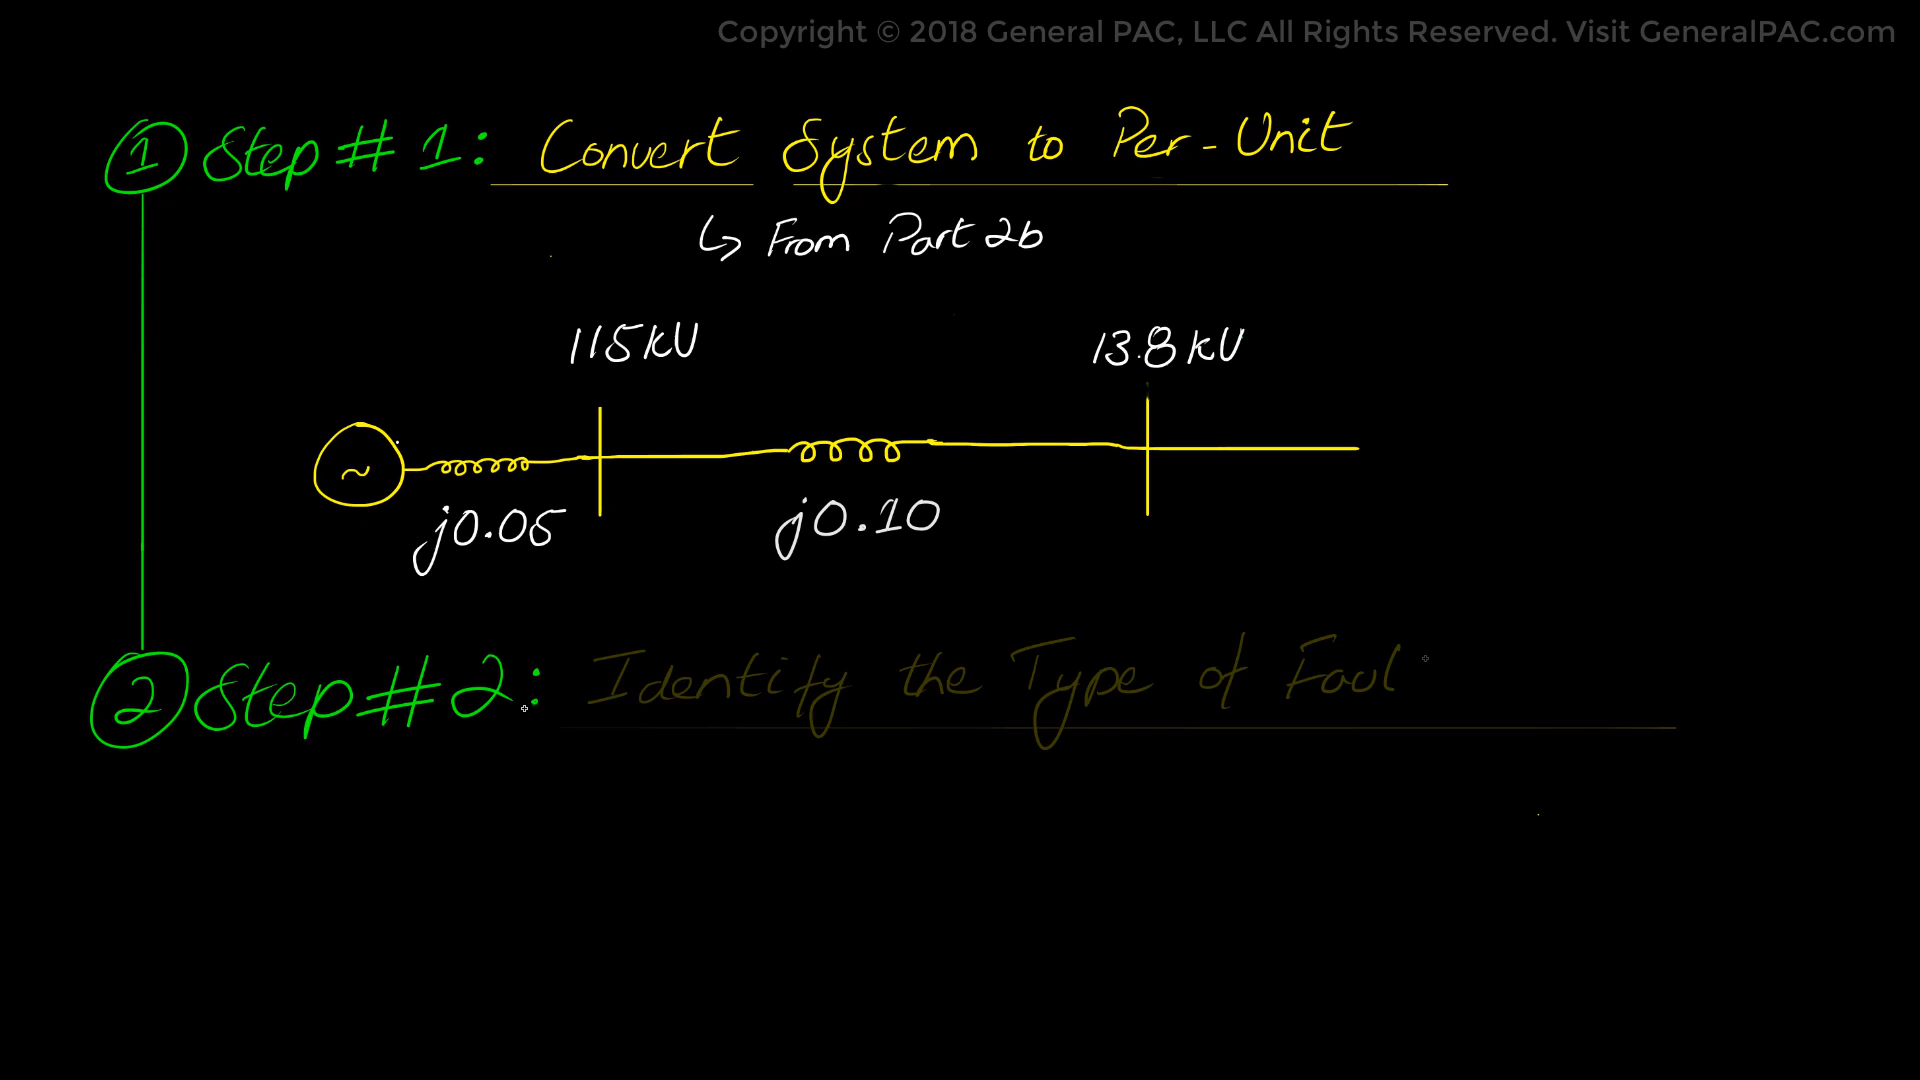 Copyright © 2018 General PAC, LLC All Rights Reserved. Visit GeneralPAC.com
① Step # 1: Convert System to Per-Unit
↳ From Part 2b
115kV
13.8kV
~
j0.05
j0.10
② Step # 2: Identify the Type of Faul